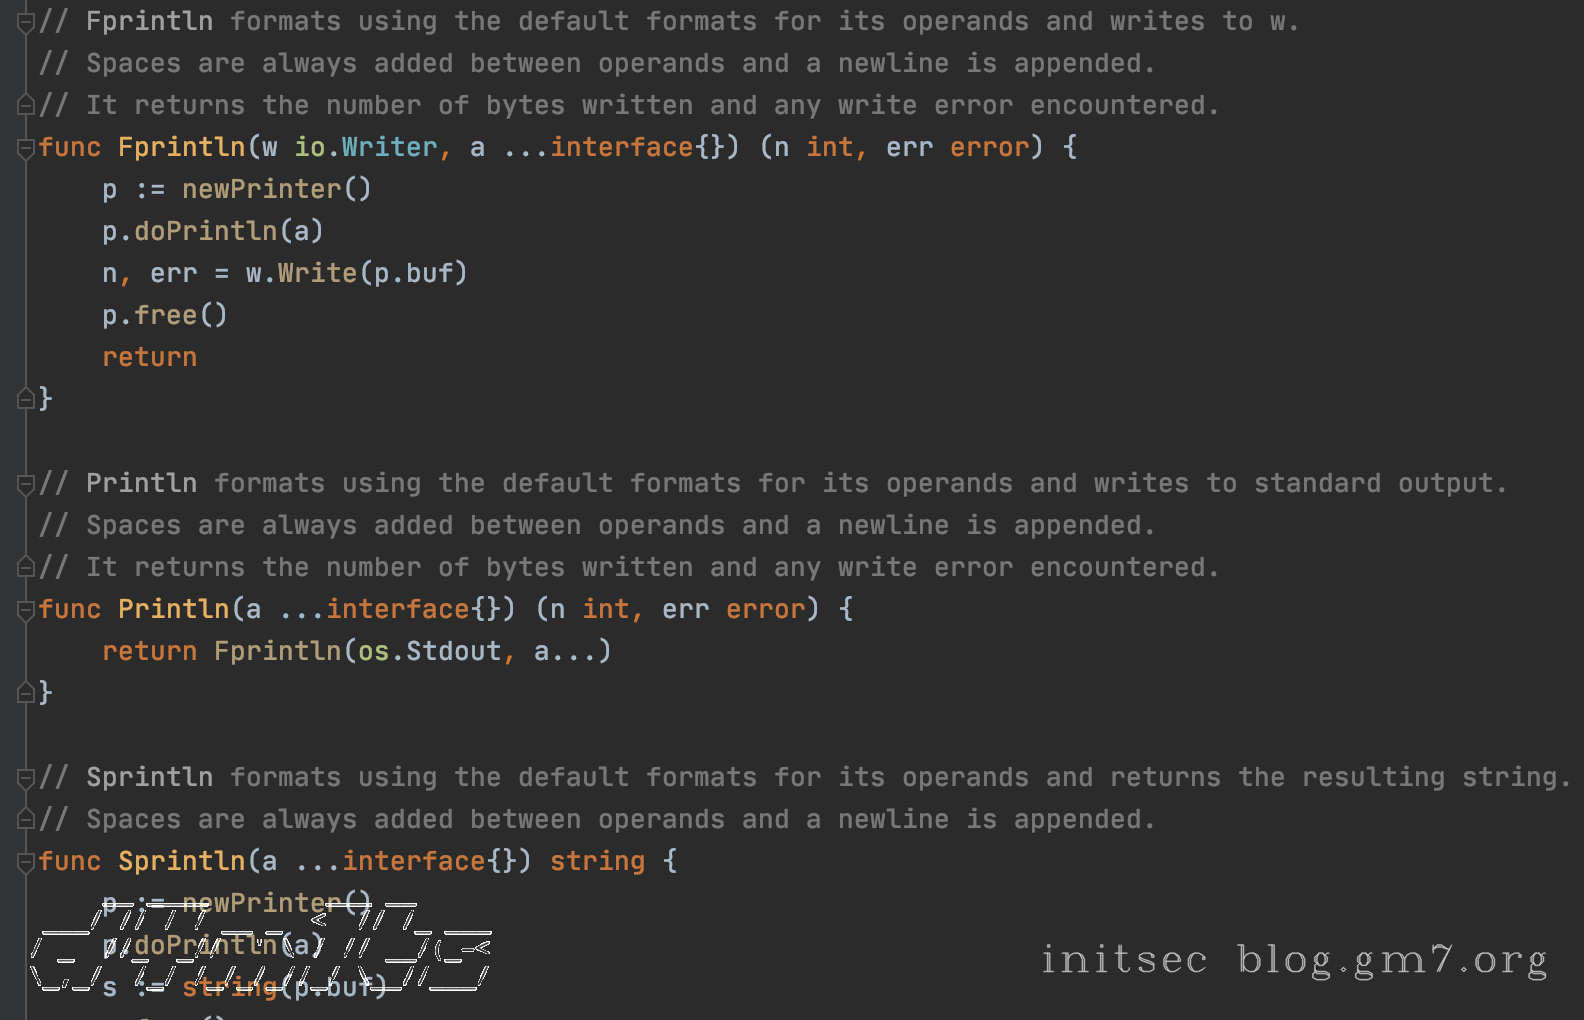 // Fprintln formats using the default formats for its operands and writes to w.
// Spaces are always added between operands and a newline is appended.
// It returns the number of bytes written and any write error encountered.
func Fprintln(w io.Writer, a ...interface{}) (n int, err error) {
    p := newPrinter()
    p.doPrintln(a)
    n, err = w.Write(p.buf)
    p.free()
    return
}

// Println formats using the default formats for its operands and writes to standard output.
// Spaces are always added between operands and a newline is appended.
// It returns the number of bytes written and any write error encountered.
func Println(a ...interface{}) (n int, err error) {
    return Fprintln(os.Stdout, a...)
}

// Sprintln formats using the default formats for its operands and returns the resulting string.
// Spaces are always added between operands and a newline is appended.
func Sprintln(a ...interface{}) string {
    p := newPrinter()
    p.doPrintln(a)
    s := string(p.buf)
initsec blog.gm7.org